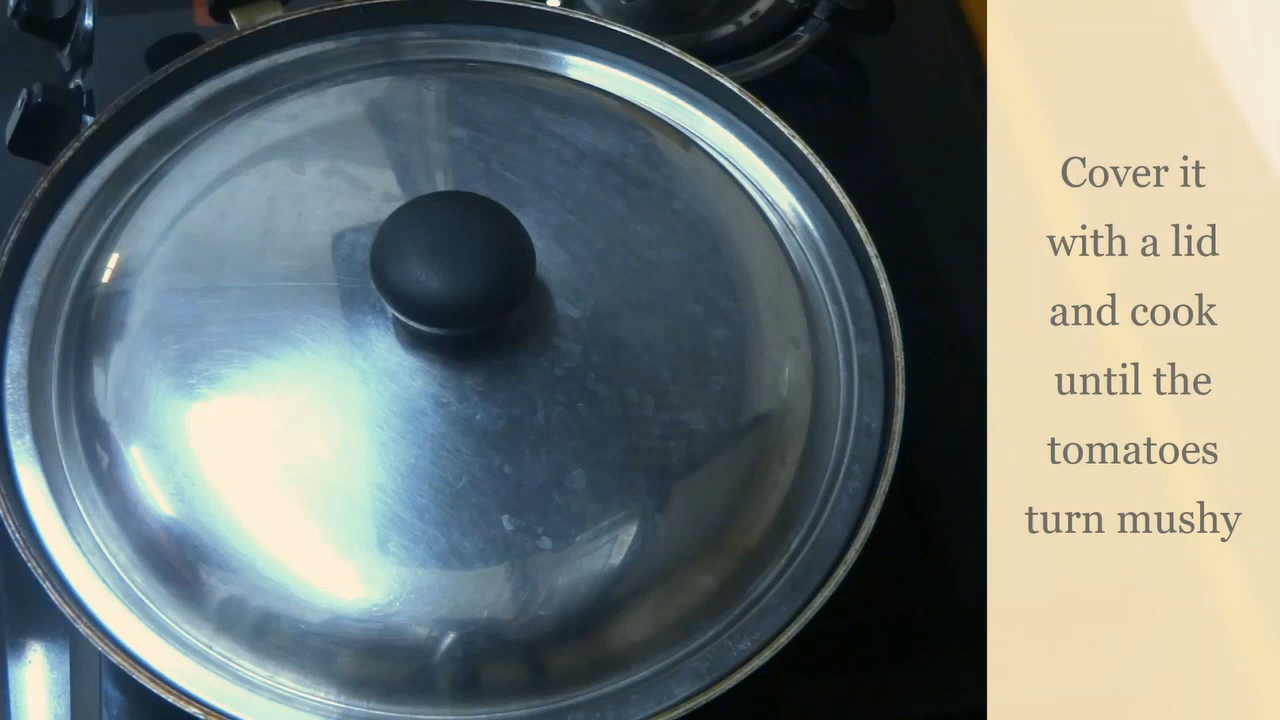 Cover it
with a lid
and cook
until the
tomatoes
turn mushy